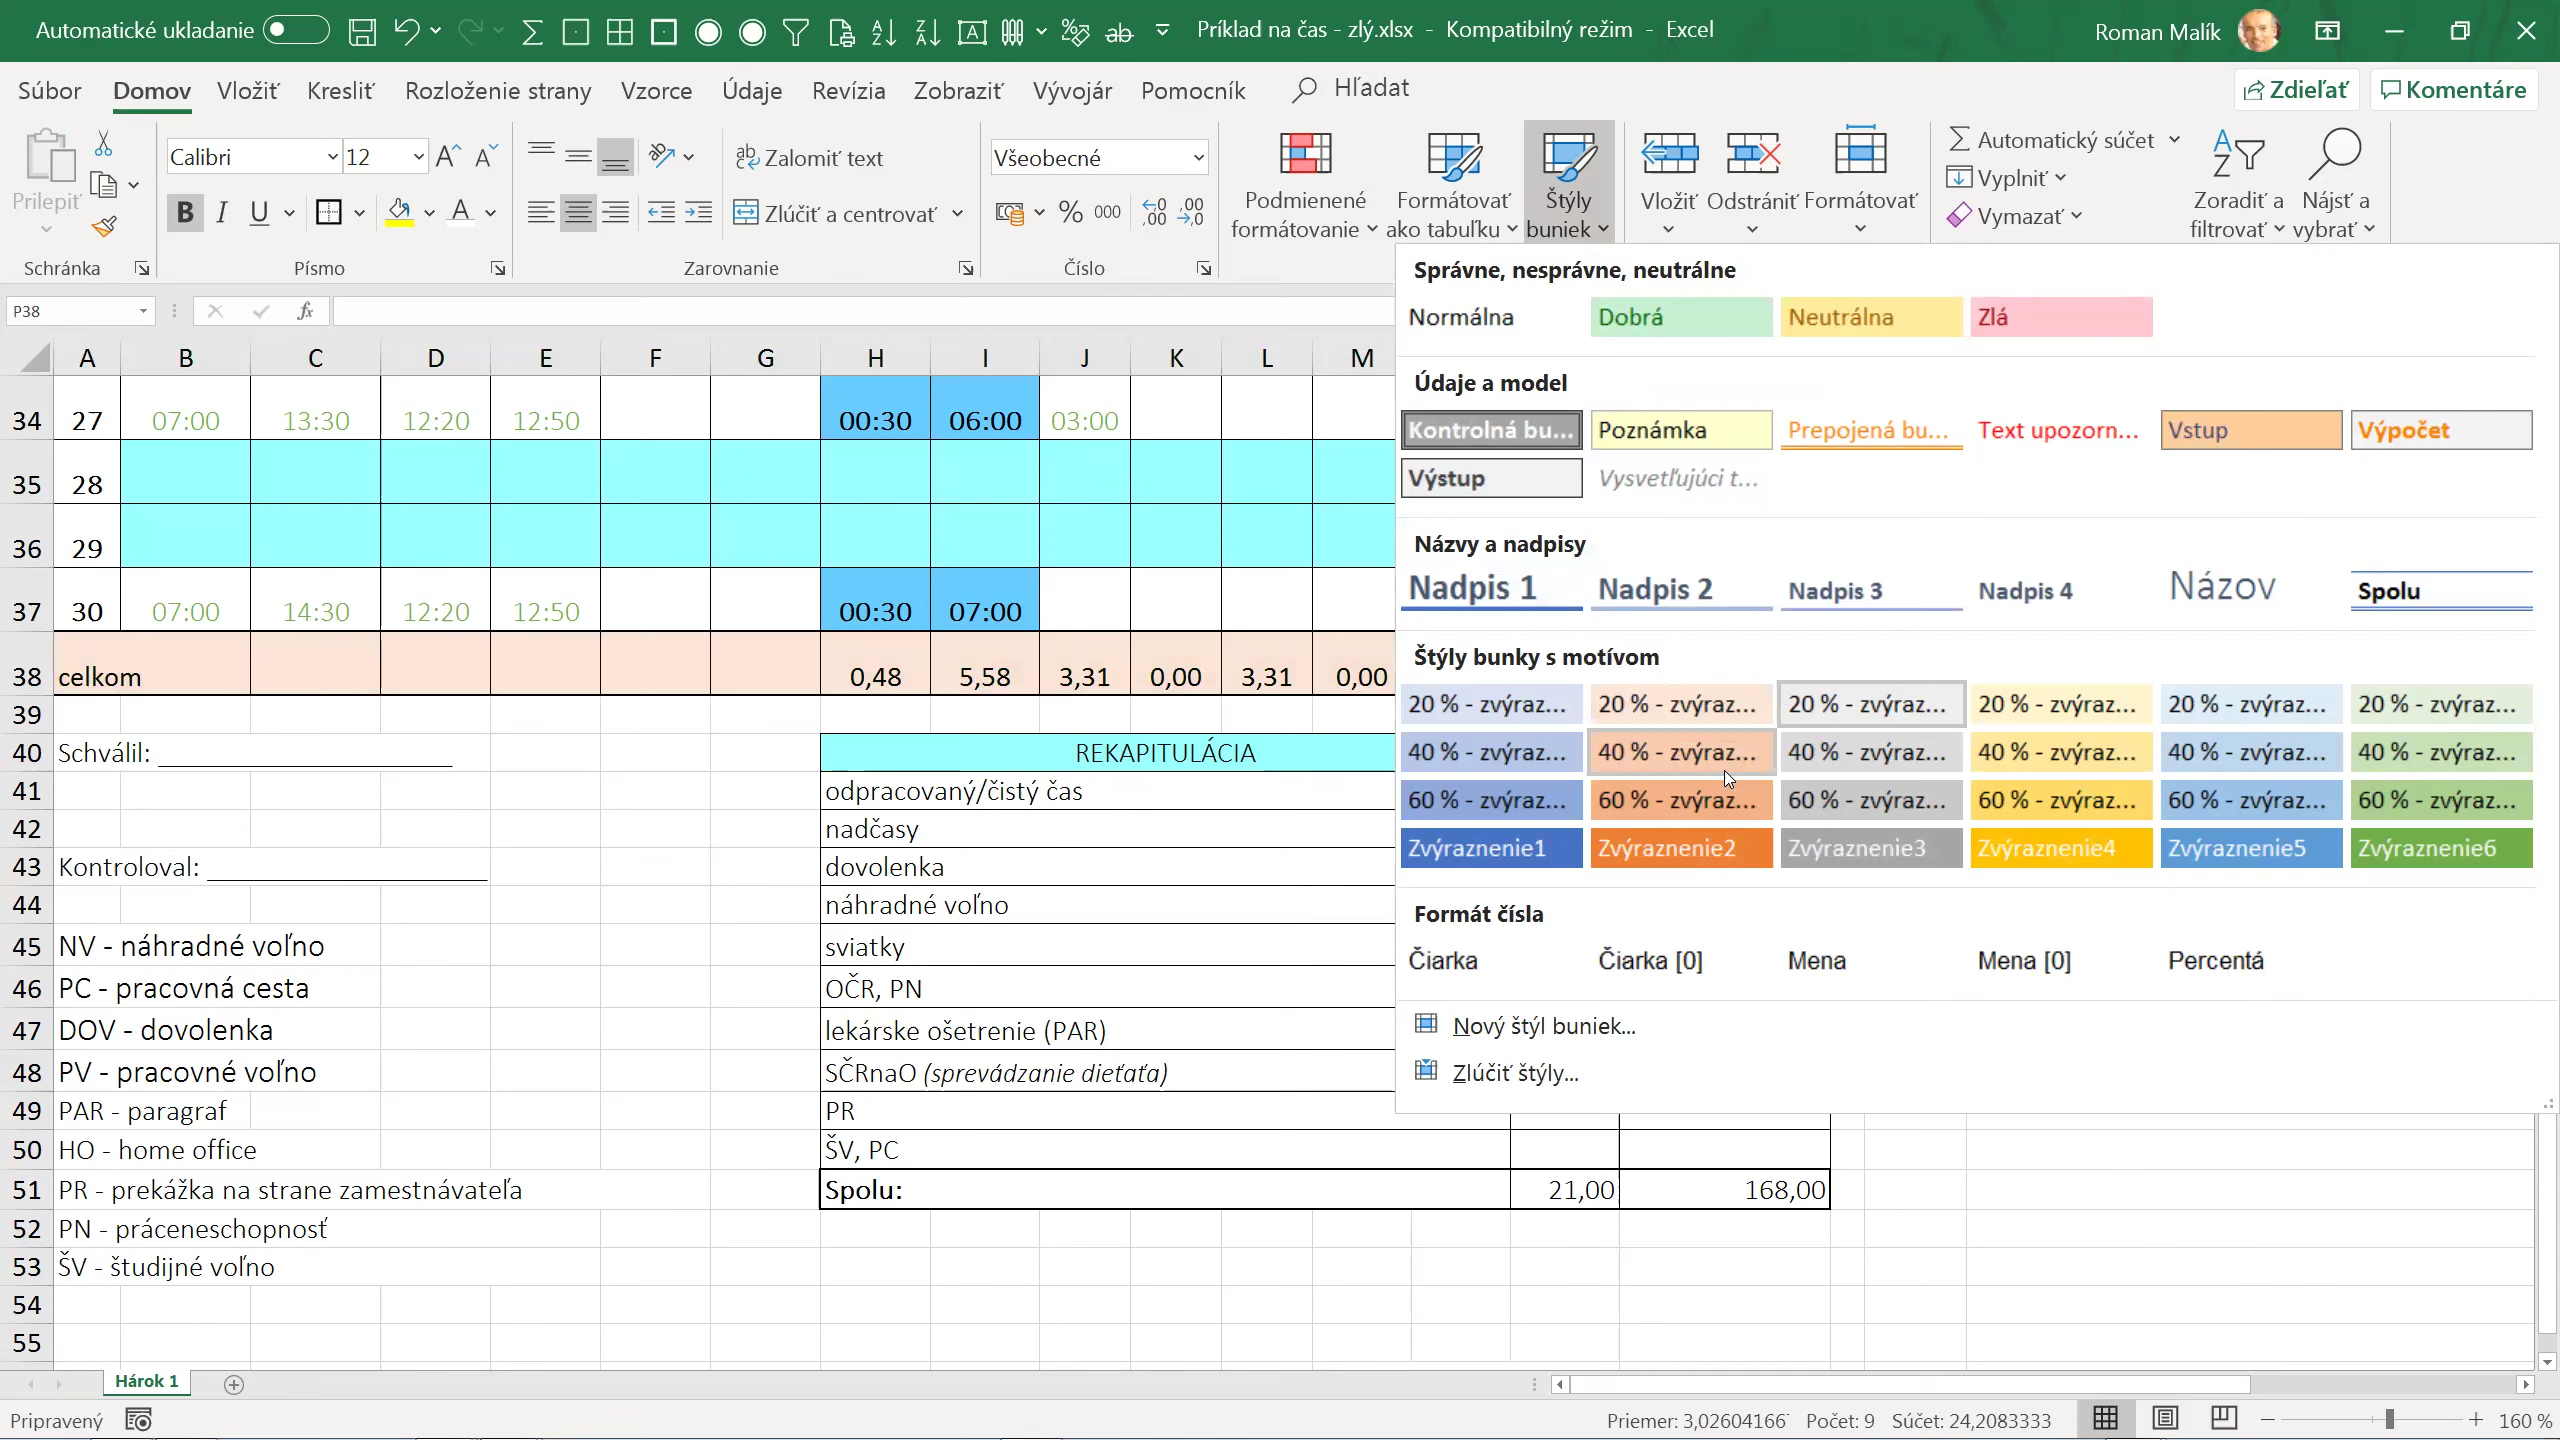 Automatické ukladanie
Príklad na čas - zlý.xlsx - Kompatibilný režim - Excel
Roman Malík
Súbor Domov Vložiť Kresliť Rozloženie strany Vzorce Údaje Revízia Zobraziť Vývojár Pomocník Hľadať
Zdieľať Komentáre
Prilepiť
Schránka
Calibri 12
Písmo
Zalomiť text
Zlúčiť a centrovať
Zarovnanie
Všeobecné
Číslo
Podmienené formátovanie
Formátovať ako tabuľku
Štýly buniek
Vložiť Odstrániť Formátovať
Automatický súčet
Vyplniť
Vymazať
Zoradiť a filtrovať
Nájsť a vybrať
P38
A B C D E F G H I J K L M
34 27 07:00 13:30 12:20 12:50 00:30 06:00 03:00
35 28
36 29
37 30 07:00 14:30 12:20 12:50 00:30 07:00
38 celkom 0,48 5,58 3,31 0,00 3,31 0,00
39
40 Schválil: REKAPITULÁCIA
41 odpracovaný/čistý čas
42 nadčasy
43 Kontroloval: dovolenka
44 náhradné voľno
45 NV - náhradné voľno sviatky
46 PC - pracovná cesta OČR, PN
47 DOV - dovolenka lekárske ošetrenie (PAR)
48 PV - pracovné voľno SČRnaO (sprevádzanie dieťaťa)
49 PAR - paragraf PR
50 HO - home office ŠV, PC
51 PR - prekážka na strane zamestnávateľa Spolu: 21,00 168,00
52 PN - práceneschopnosť
53 ŠV - študijné voľno
54
55
Správne, nesprávne, neutrálne
Normálna Dobrá Neutrálna Zlá
Údaje a model
Kontrolná bu... Poznámka Prepojená bu... Text upozorn... Vstup Výpočet
Výstup Vysvetľujúci t...
Názvy a nadpisy
Nadpis 1 Nadpis 2 Nadpis 3 Nadpis 4 Názov Spolu
Štýly bunky s motívom
20 % - zvýraz... 20 % - zvýraz... 20 % - zvýraz... 20 % - zvýraz... 20 % - zvýraz... 20 % - zvýraz...
40 % - zvýraz... 40 % - zvýraz... 40 % - zvýraz... 40 % - zvýraz... 40 % - zvýraz... 40 % - zvýraz...
60 % - zvýraz... 60 % - zvýraz... 60 % - zvýraz... 60 % - zvýraz... 60 % - zvýraz... 60 % - zvýraz...
Zvýraznenie1 Zvýraznenie2 Zvýraznenie3 Zvýraznenie4 Zvýraznenie5 Zvýraznenie6
Formát čísla
Čiarka Čiarka [0] Mena Mena [0] Percentá
Nový štýl buniek...
Zlúčiť štýly...
Hárok 1
Pripravený
Priemer: 3,02604166 Počet: 9 Súčet: 24,2083333
160 %